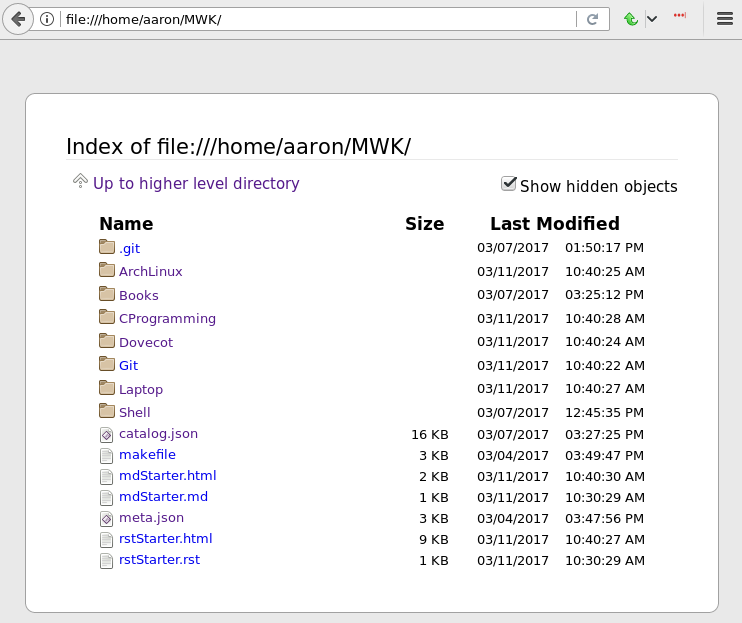 file:///home/aaron/MWK/
Index of file:///home/aaron/MWK/
Up to higher level directory Show hidden objects
Name Size Last Modified
.git 03/07/2017 01:50:17 PM
ArchLinux 03/11/2017 10:40:25 AM
Books 03/07/2017 03:25:12 PM
CProgramming 03/11/2017 10:40:28 AM
Dovecot 03/11/2017 10:40:24 AM
Git 03/11/2017 10:40:22 AM
Laptop 03/11/2017 10:40:27 AM
Shell 03/07/2017 12:45:35 PM
catalog.json 16 KB 03/07/2017 03:27:25 PM
makefile 3 KB 03/04/2017 03:49:47 PM
mdStarter.html 2 KB 03/11/2017 10:40:30 AM
mdStarter.md 1 KB 03/11/2017 10:30:29 AM
meta.json 3 KB 03/04/2017 03:47:56 PM
rstStarter.html 9 KB 03/11/2017 10:40:27 AM
rstStarter.rst 1 KB 03/11/2017 10:30:29 AM